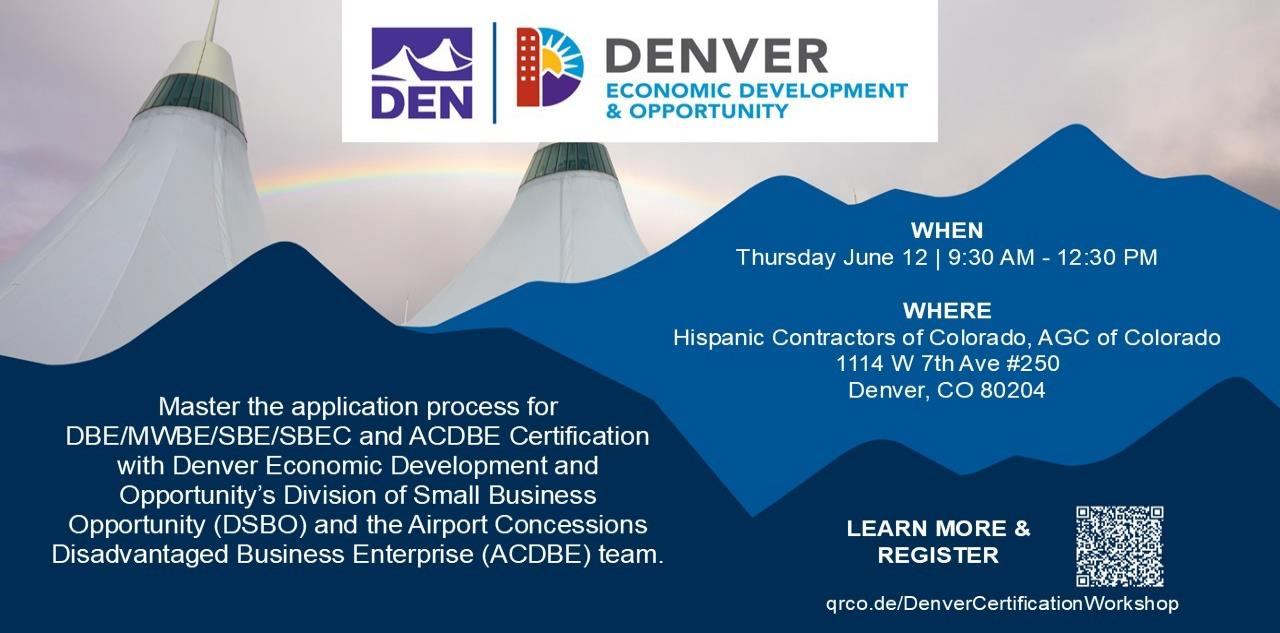 DEN
DENVER
ECONOMIC DEVELOPMENT
& OPPORTUNITY
WHEN
Thursday June 12 | 9:30 AM - 12:30 PM
WHERE
Hispanic Contractors of Colorado, AGC of Colorado
1114 W 7th Ave #250
Denver, CO 80204
Master the application process for
DBE/MWBE/SBE/SBEC and ACDBE Certification
with Denver Economic Development and
Opportunity’s Division of Small Business
Opportunity (DSBO) and the Airport Concessions
Disadvantaged Business Enterprise (ACDBE) team.
LEARN MORE &
REGISTER
qrco.de/DenverCertificationWorkshop